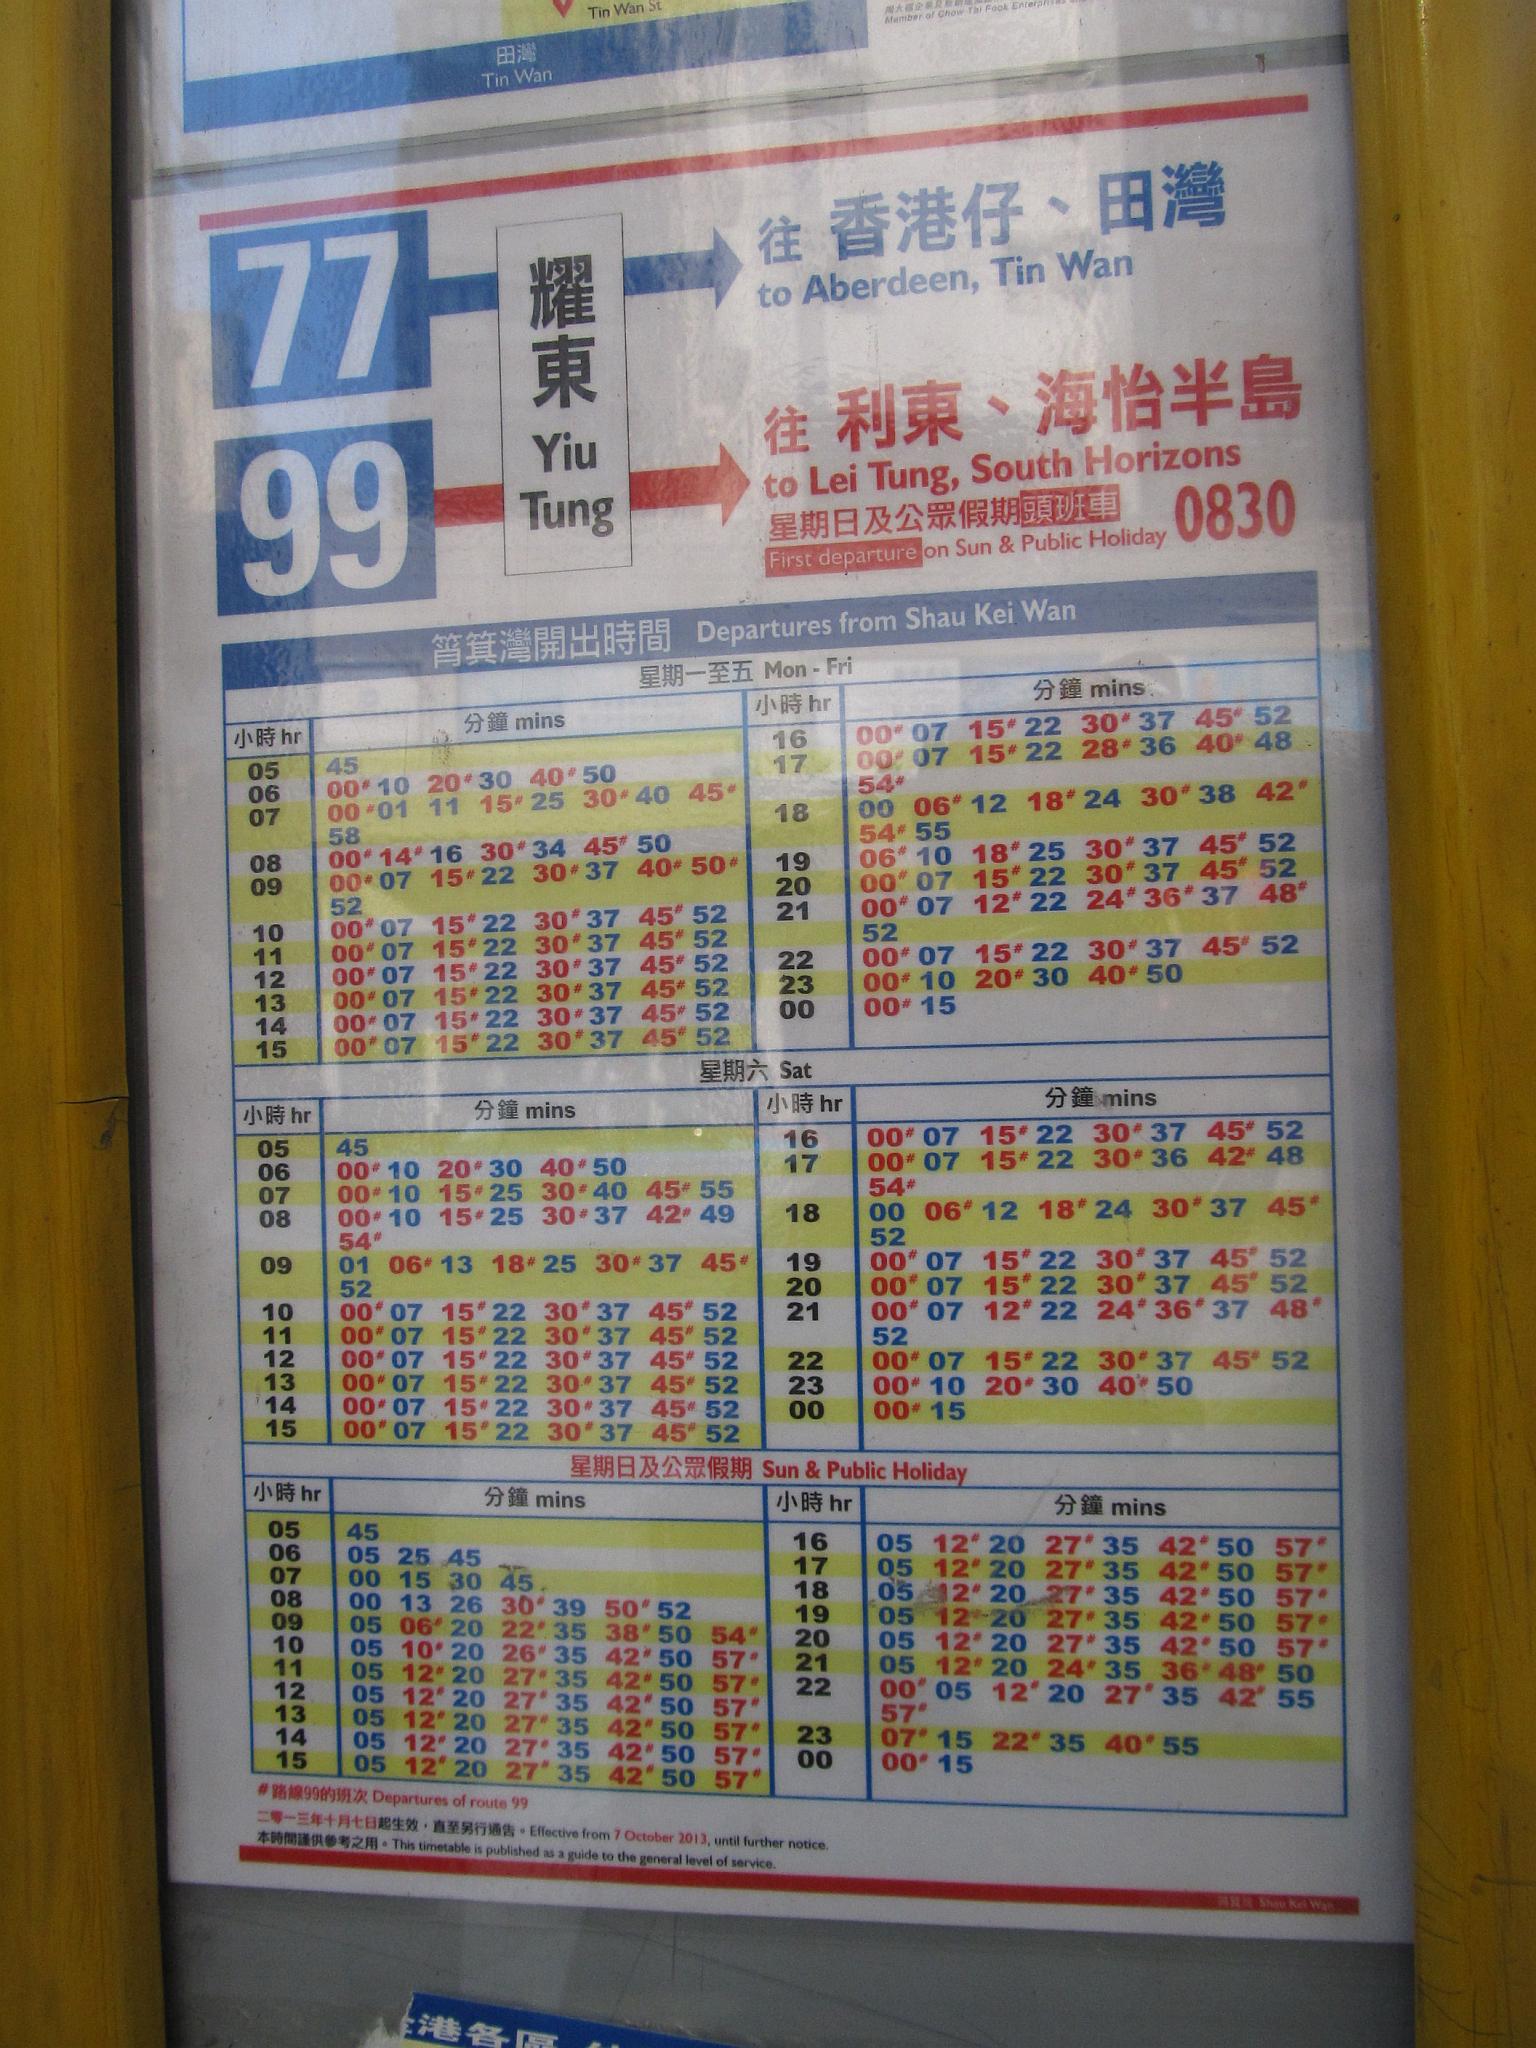 Tin Wan St
Member of Chow Tai Fook Enterprises
田灣
Tin Wan
77
99
耀東
Yiu
Tung
往 香港仔、田灣
to Aberdeen, Tin Wan
往 利東、海怡半島
to Lei Tung, South Horizons
星期日及公眾假期頭班車 0830
First departure on Sun & Public Holiday
筲箕灣開出時間 Departures from Shau Kei Wan
星期一至五 Mon - Fri
小時 hr 分鐘 mins
05 45
06 00# 10 20# 30 40# 50
07 00# 01 11 15# 25 30# 40 45#
58
08 00# 14# 16 30# 34 45# 50
09 00# 07 15# 22 30# 37 40# 50#
52
10 00# 07 15# 22 30# 37 45# 52
11 00# 07 15# 22 30# 37 45# 52
12 00# 07 15# 22 30# 37 45# 52
13 00# 07 15# 22 30# 37 45# 52
14 00# 07 15# 22 30# 37 45# 52
15 00# 07 15# 22 30# 37 45# 52
小時 hr 分鐘 mins
16 00# 07 15# 22 30# 37 45# 52
17 00# 07 15# 22 28# 36 40# 48
54#
18 00 06# 12 18# 24 30# 38 42#
54# 55
19 06# 10 18# 25 30# 37 45# 52
20 00# 07 15# 22 30# 37 45# 52
21 00# 07 12# 22 24# 36# 37 48#
52
22 00# 07 15# 22 30# 37 45# 52
23 00# 10 20# 30 40# 50
00 00# 15
星期六 Sat
小時 hr 分鐘 mins
05 45
06 00# 10 20# 30 40# 50
07 00# 10 15# 25 30# 40 45# 55
08 00# 10 15# 25 30# 37 42# 49
54#
09 01 06# 13 18# 25 30# 37 45#
52
10 00# 07 15# 22 30# 37 45# 52
11 00# 07 15# 22 30# 37 45# 52
12 00# 07 15# 22 30# 37 45# 52
13 00# 07 15# 22 30# 37 45# 52
14 00# 07 15# 22 30# 37 45# 52
15 00# 07 15# 22 30# 37 45# 52
小時 hr 分鐘 mins
16 00# 07 15# 22 30# 37 45# 52
17 00# 07 15# 22 30# 36 42# 48
54#
18 00 06# 12 18# 24 30# 37 45#
52
19 00# 07 15# 22 30# 37 45# 52
20 00# 07 15# 22 30# 37 45# 52
21 00# 07 12# 22 24# 36# 37 48#
52
22 00# 07 15# 22 30# 37 45# 52
23 00# 10 20# 30 40# 50
00 00# 15
星期日及公眾假期 Sun & Public Holiday
小時 hr 分鐘 mins
05 45
06 05 25 45
07 00 15 30 45
08 00 13 26 30# 39 50# 52
09 05 06# 20 22# 35 38# 50 54#
10 05 10# 20 26# 35 42# 50 57#
11 05 12# 20 27# 35 42# 50 57#
12 05 12# 20 27# 35 42# 50 57#
13 05 12# 20 27# 35 42# 50 57#
14 05 12# 20 27# 35 42# 50 57#
15 05 12# 20 27# 35 42# 50 57#
小時 hr 分鐘 mins
16 05 12# 20 27# 35 42# 50 57#
17 05 12# 20 27# 35 42# 50 57#
18 05 12# 20 27# 35 42# 50 57#
19 05 12# 20 27# 35 42# 50 57#
20 05 12# 20 27# 35 42# 50 57#
21 05 12# 20 24# 35 36# 48# 50
22 00# 05 12# 20 27# 35 42# 55
57#
23 07# 15 22# 35 40# 55
00 00# 15
# 路線99的班次 Departures of route 99
二零一三年十月七日起生效，直至另行通告。Effective from 7 October 2013, until further notice.
本時間謹供參考之用。This timetable is published as a guide to the general level of service.
筲箕灣 Shau Kei Wan
港各區